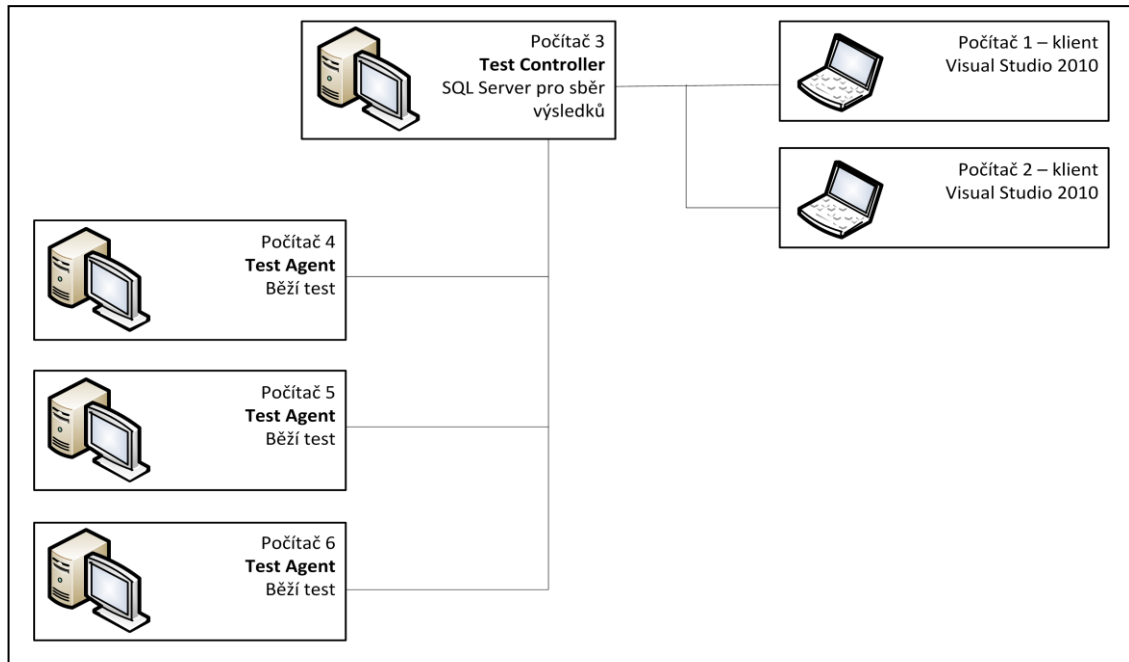 Počítač 3
Test Controller
SQL Server pro sběr
výsledků
Počítač 1 – klient
Visual Studio 2010
Počítač 2 – klient
Visual Studio 2010
Počítač 4
Test Agent
Běží test
Počítač 5
Test Agent
Běží test
Počítač 6
Test Agent
Běží test